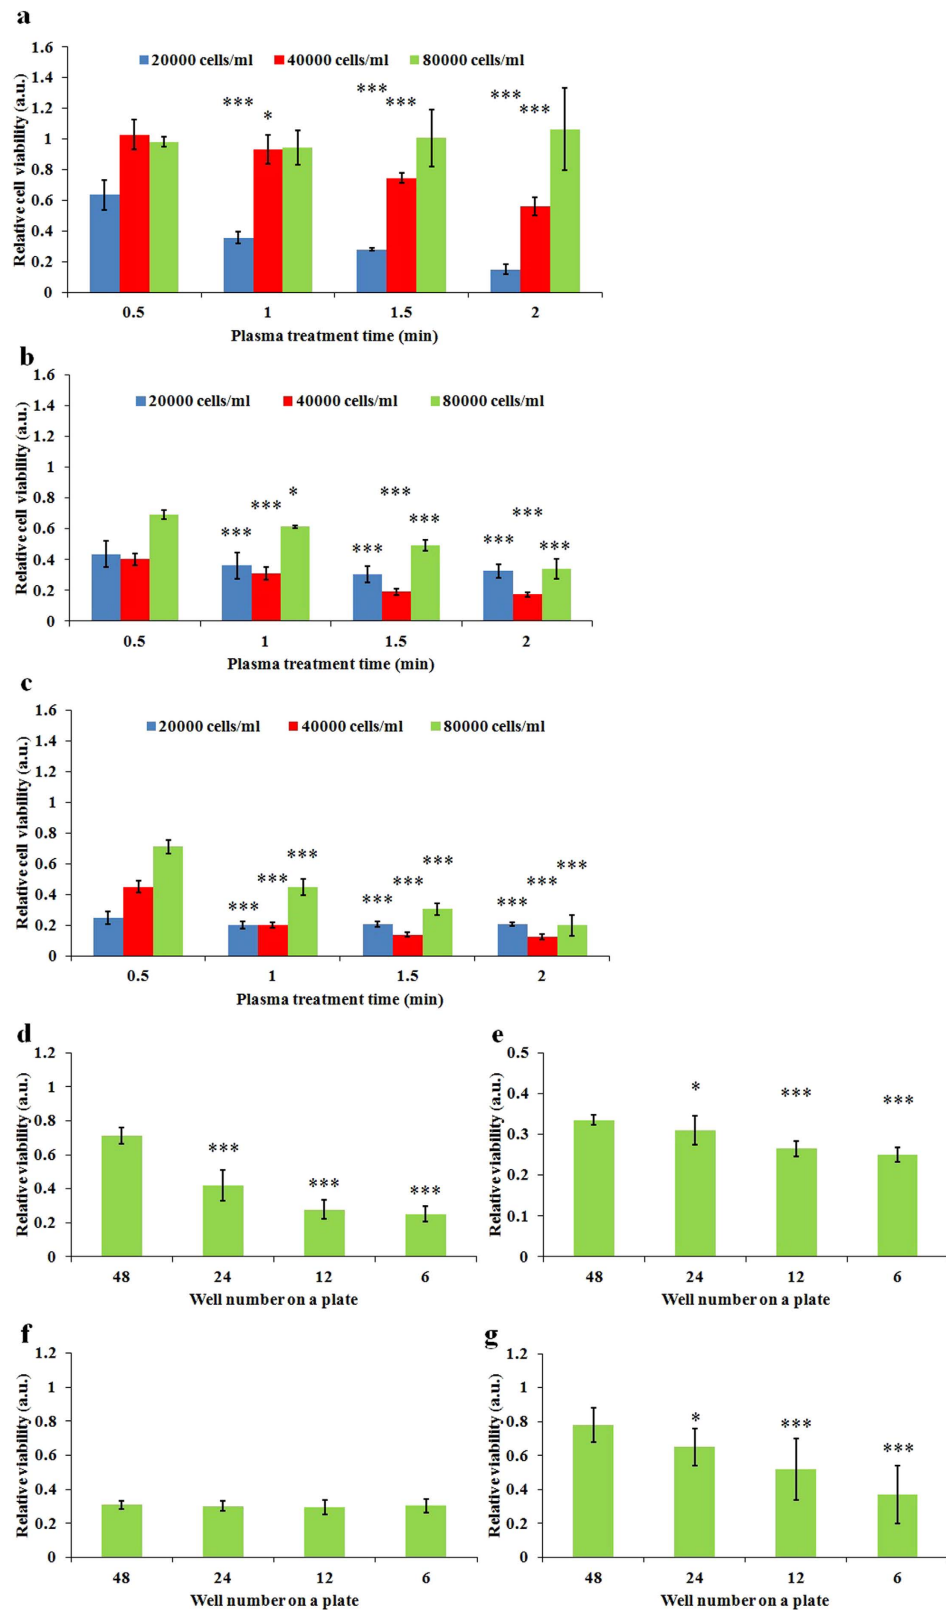 a
1.6
20000 cells/ml 40000 cells/ml 80000 cells/ml
1.4
1.2
*** * *** *** *** ***
1
0.8
0.6
0.4
0.2
0
Relative cell viability (a.u.)
0.5 1 1.5 2
Plasma treatment time (min)
b
1.6
20000 cells/ml 40000 cells/ml 80000 cells/ml
1.4
1.2
1
0.8
0.6
0.4
0.2
0
*** *** * *** *** *** *** *** ***
Relative cell viability (a.u.)
0.5 1 1.5 2
Plasma treatment time (min)
c
1.6
20000 cells/ml 40000 cells/ml 80000 cells/ml
1.4
1.2
1
0.8
0.6
0.4
0.2
0
*** *** *** *** *** *** *** *** ***
Relative cell viability (a.u.)
0.5 1 1.5 2
Plasma treatment time (min)
d
1.2
1
0.8
0.6
0.4
0.2
0
*** *** ***
Relative viability (a.u.)
48 24 12 6
Well number on a plate
e
0.5
0.4
0.3
0.2
0.1
0
* *** ***
Relative viability (a.u.)
48 24 12 6
Well number on a plate
f
1.2
1
0.8
0.6
0.4
0.2
0
Relative viability (a.u.)
48 24 12 6
Well number on a plate
g
1.2
1
0.8
0.6
0.4
0.2
0
* *** ***
Relative viability (a.u.)
48 24 12 6
Well number on a plate